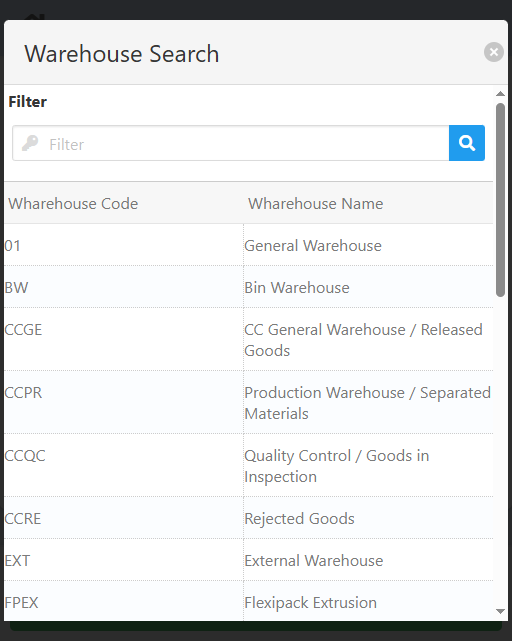 Warehouse Search
Filter
Filter
Wharehouse Code Wharehouse Name
01 General Warehouse
BW Bin Warehouse
CCGE CC General Warehouse / Released
Goods
CCPR Production Warehouse / Separated
Materials
CCQC Quality Control / Goods in
Inspection
CCRE Rejected Goods
EXT External Warehouse
FPEX Flexipack Extrusion